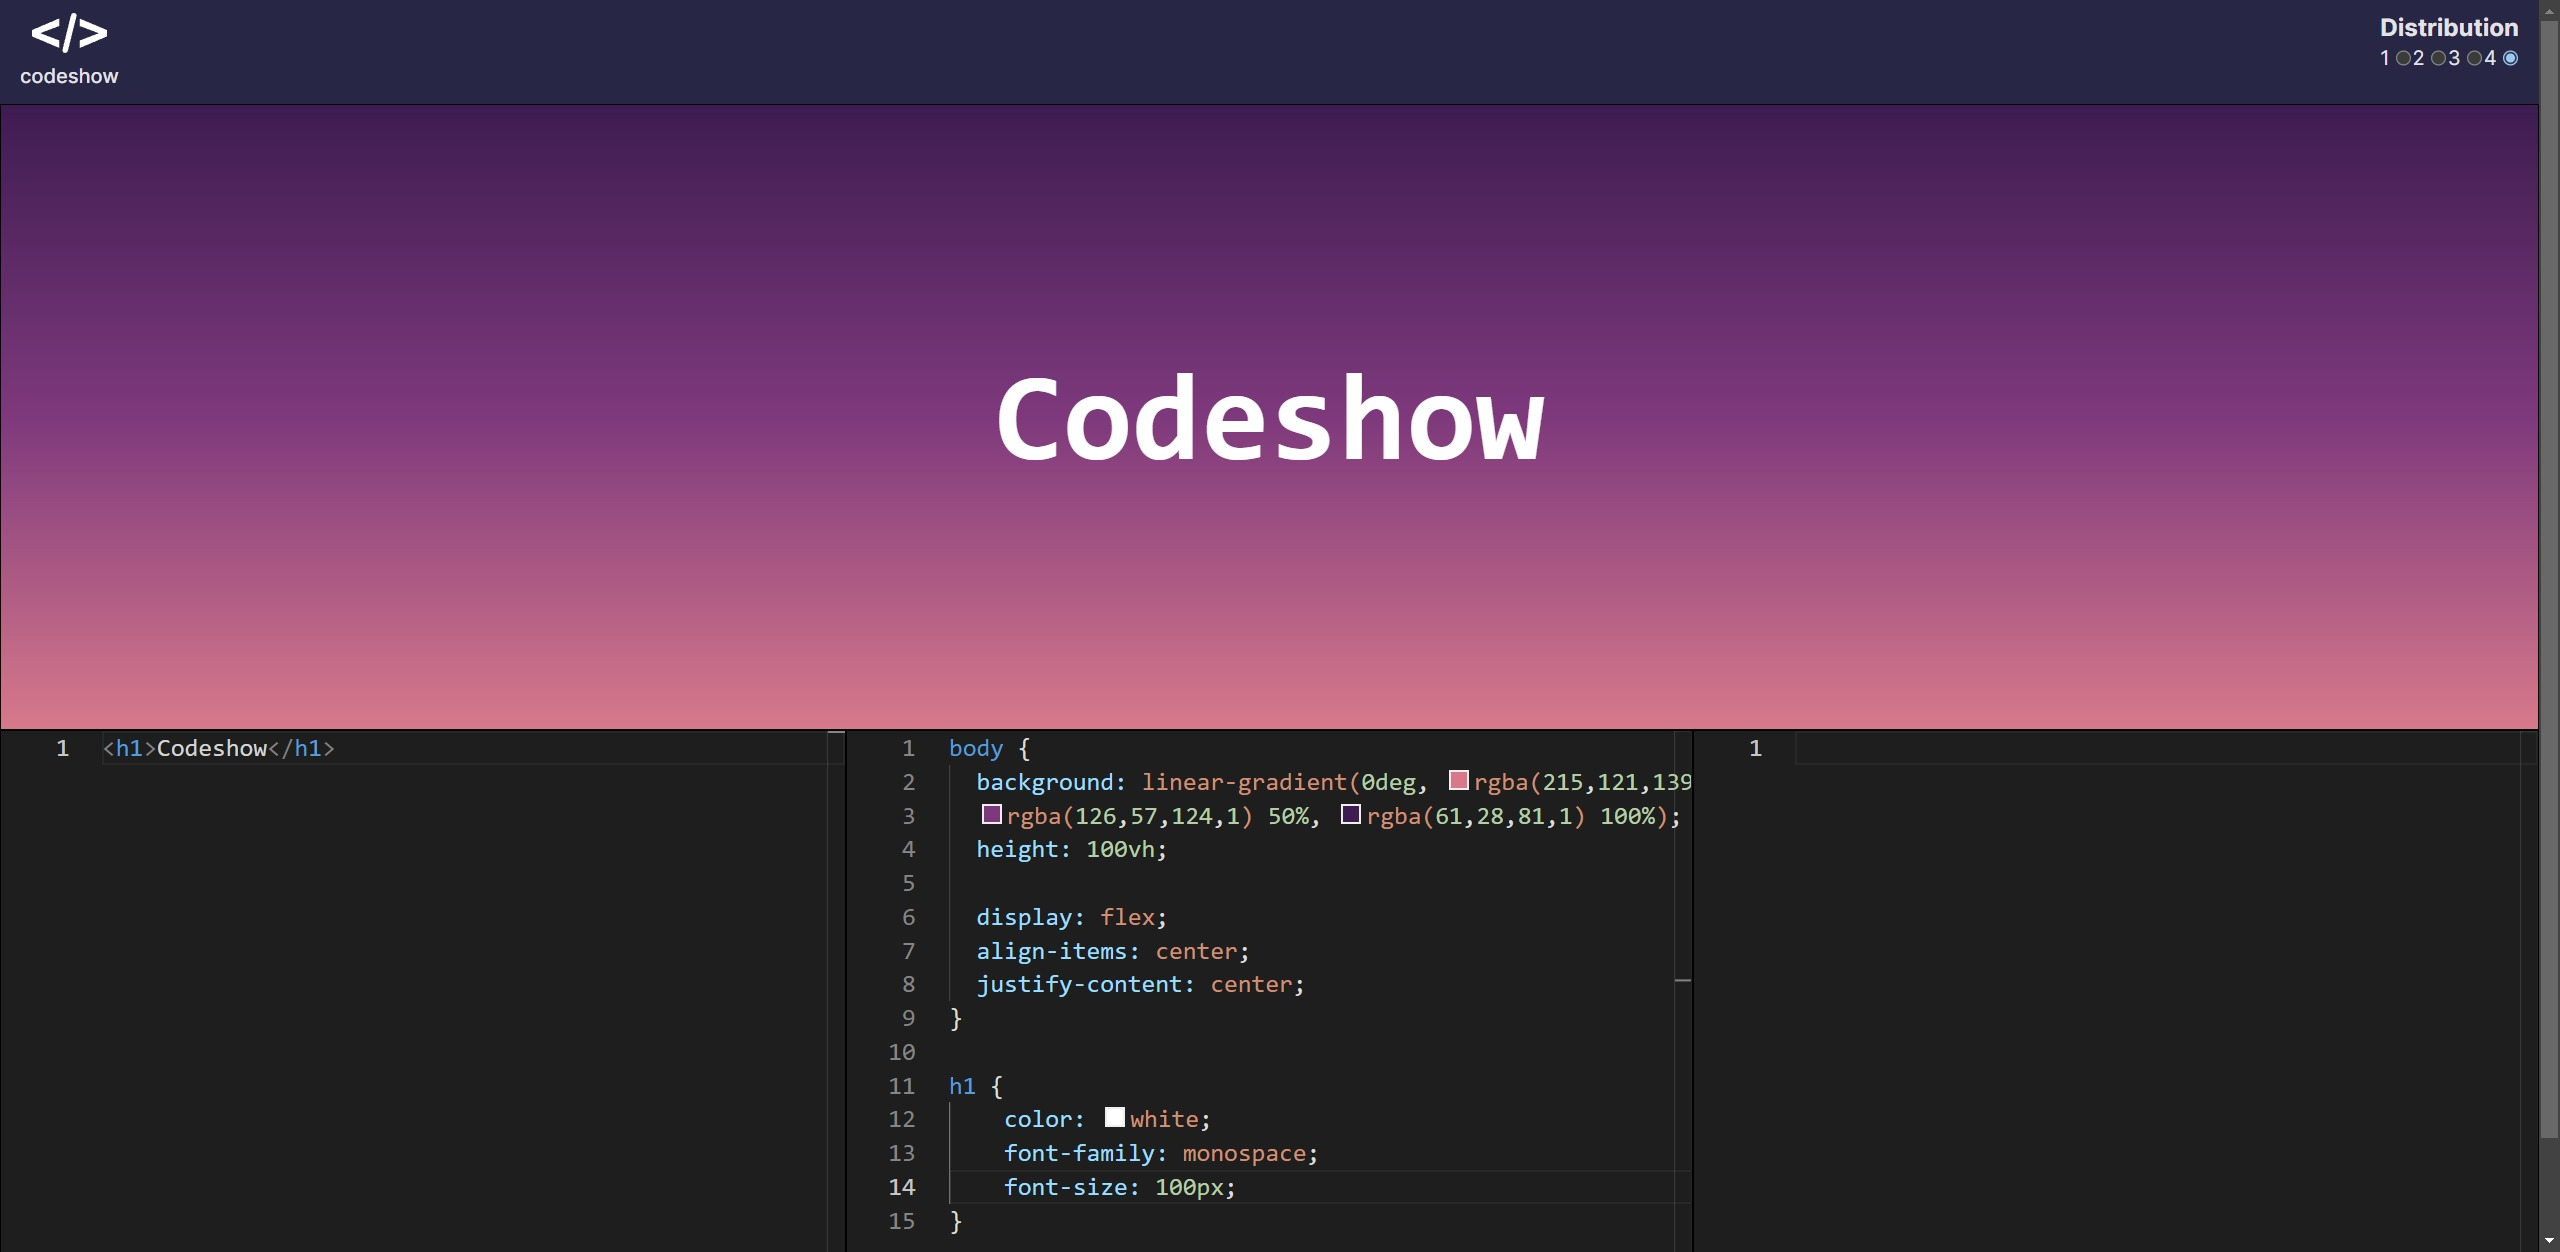 </>
codeshow
Distribution
1 2 3 4
Codeshow
1 <h1>Codeshow</h1>
1 body {
2 background: linear-gradient(0deg, rgba(215,121,139
3 rgba(126,57,124,1) 50%, rgba(61,28,81,1) 100%);
4 height: 100vh;
5
6 display: flex;
7 align-items: center;
8 justify-content: center;
9 }
10
11 h1 {
12 color: white;
13 font-family: monospace;
14 font-size: 100px;
15 }
1